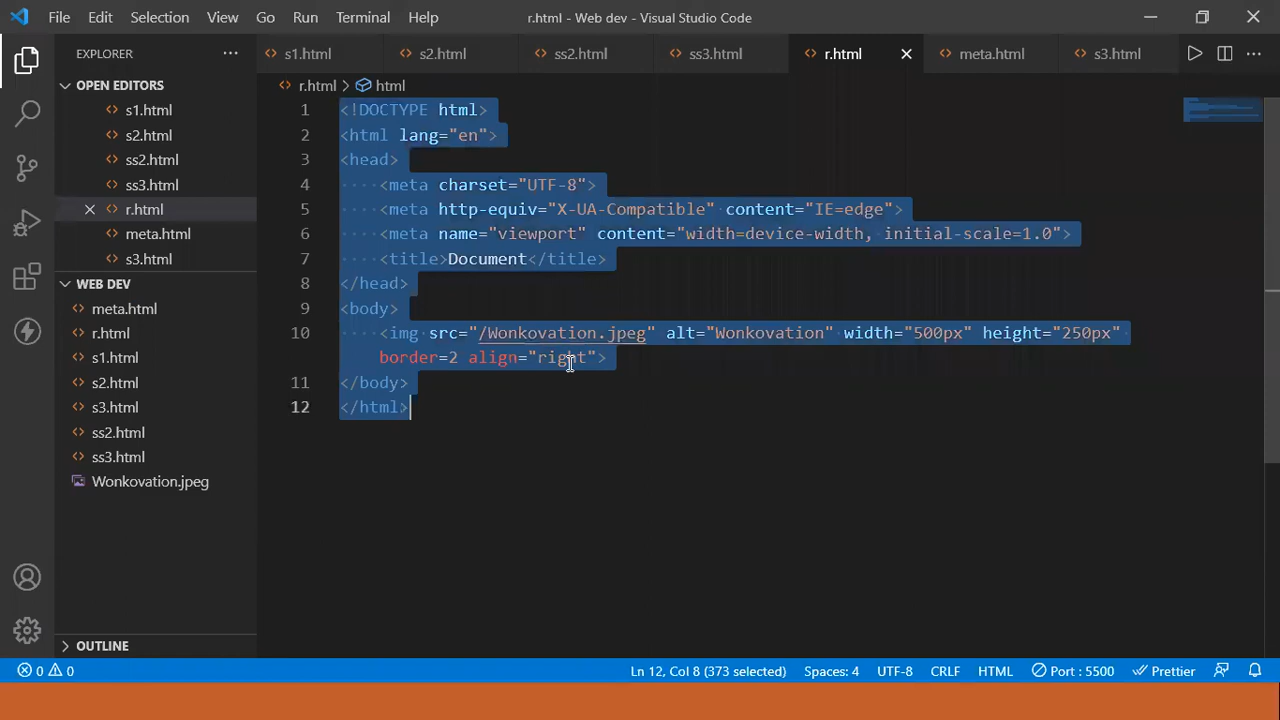 File Edit Selection View Go Run Terminal Help r.html - Web dev - Visual Studio Code
EXPLORER ... s1.html s2.html ss2.html ss3.html r.html meta.html s3.html
OPEN EDITORS
s1.html
s2.html
ss2.html
ss3.html
r.html
meta.html
s3.html
WEB DEV
meta.html
r.html
s1.html
s2.html
s3.html
ss2.html
ss3.html
Wonkovation.jpeg
OUTLINE
r.html > html
1 <!DOCTYPE html>
2 <html lang="en">
3 <head>
4 <meta charset="UTF-8">
5 <meta http-equiv="X-UA-Compatible" content="IE=edge">
6 <meta name="viewport" content="width=device-width, initial-scale=1.0">
7 <title>Document</title>
8 </head>
9 <body>
10 <img src="/Wonkovation.jpeg" alt="Wonkovation" width="500px" height="250px"
border=2 align="right">
11 </body>
12 </html>
0 0 Ln 12, Col 8 (373 selected) Spaces: 4 UTF-8 CRLF HTML Port : 5500 Prettier